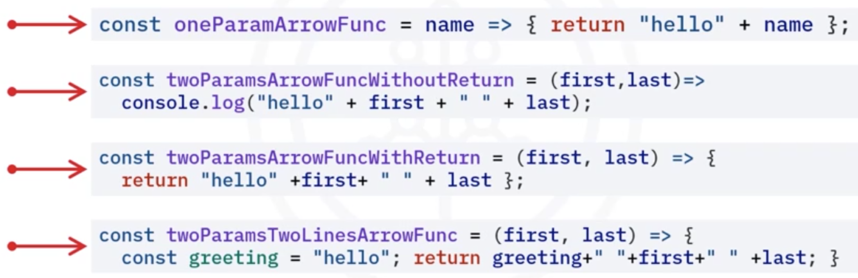 const oneParamArrowFunc = name => { return "hello" + name };
const twoParamsArrowFuncWithoutReturn = (first,last)=>
console.log("hello" + first + " " + last);
const twoParamsArrowFuncWithReturn = (first, last) => {
return "hello" +first+ " " + last };
const twoParamsTwoLinesArrowFunc = (first, last) => {
const greeting = "hello"; return greeting+" "+first+" " +last; }